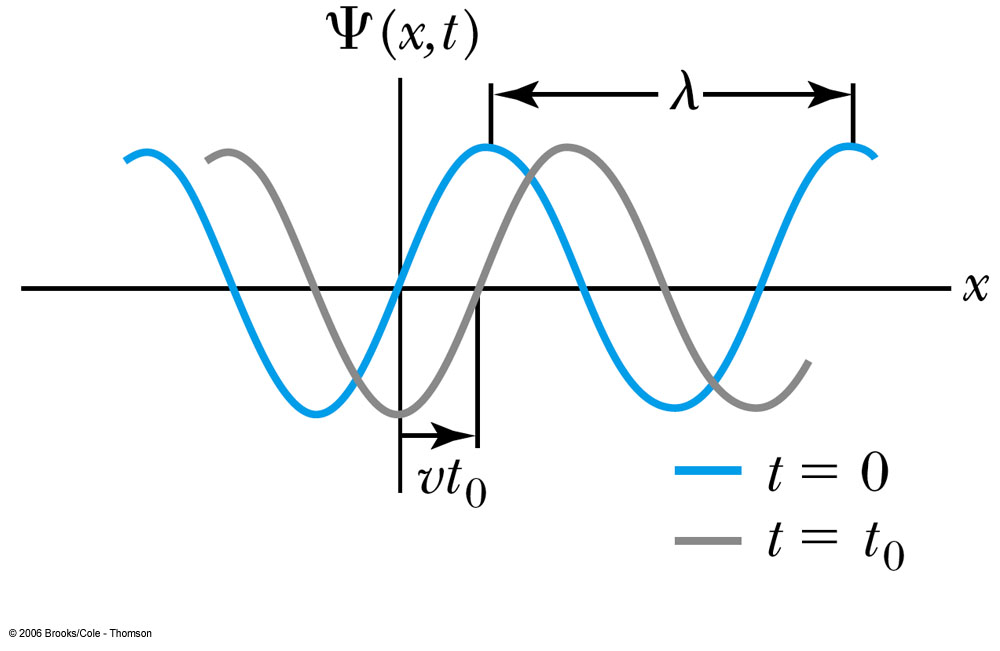 Ψ(x,t)
λ
x
vt₀
t = 0
t = t₀
© 2006 Brooks/Cole - Thomson